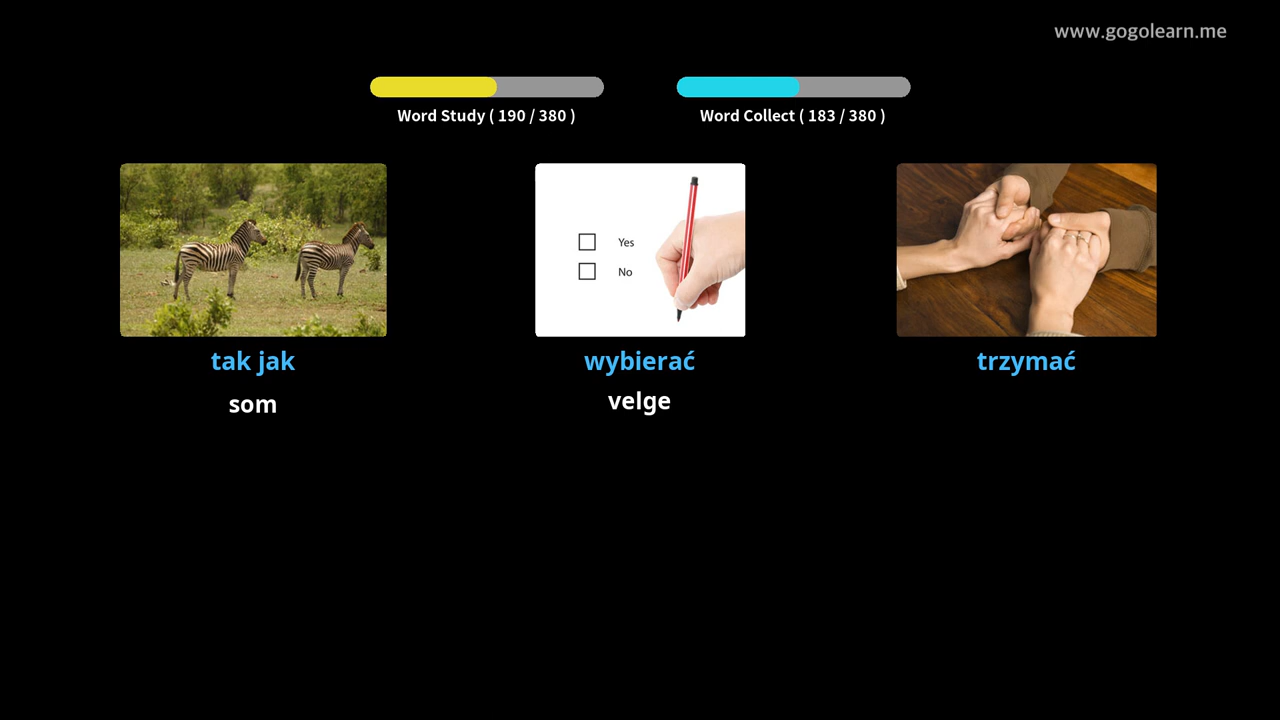 www.gogolearn.me
Word Study ( 190 / 380 )
Word Collect ( 183 / 380 )
Yes
No
tak jak
wybierać
trzymać
som
velge